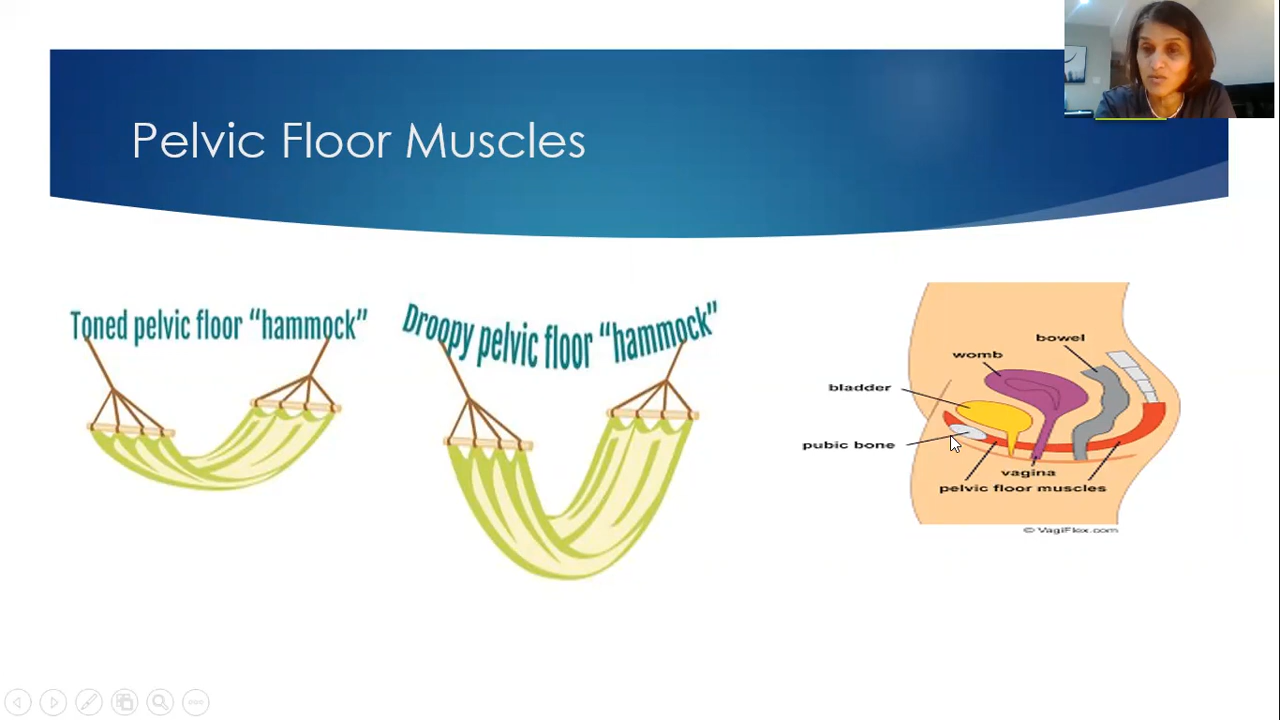 Pelvic Floor Muscles
Toned pelvic floor “hammock”
Droopy pelvic floor “hammock”
bowel
womb
bladder
pubic bone
vagina
pelvic floor muscles
© VagiFlex.com